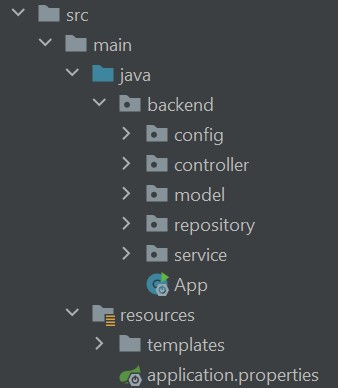 src
main
java
backend
config
controller
model
repository
service
App
resources
templates
application.properties